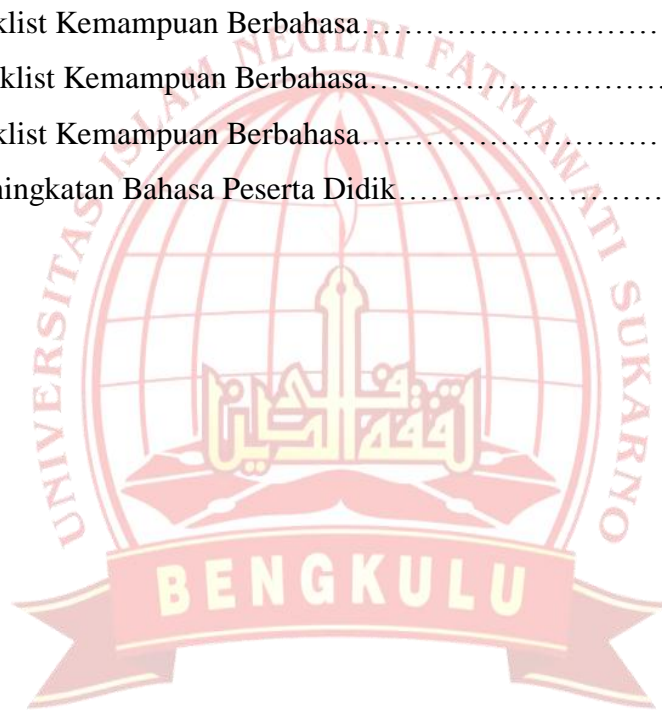 klist Kemampuan Berbahasa
klist Kemampuan Berbahasa
klist Kemampuan Berbahasa
ningkatan Bahasa Peserta Didik
UNIVERSITAS ISLAM NEGERI FATMAWATI SUKARNO
BENGKULU